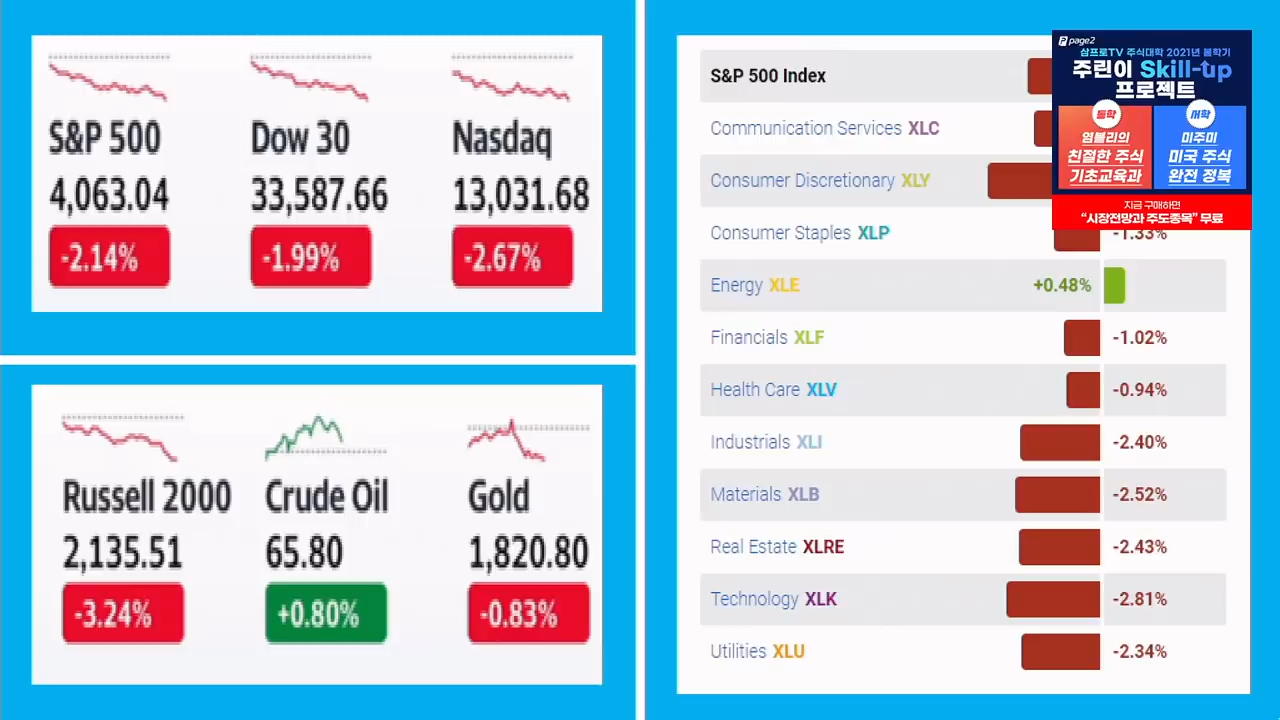 S&P 500
Dow 30
Nasdaq
4,063.04
33,587.66
13,031.68
-2.14%
-1.99%
-2.67%
Russell 2000
Crude Oil
Gold
2,135.51
65.80
1,820.80
-3.24%
+0.80%
-0.83%
S&P 500 Index
Communication Services XLC
Consumer Discretionary XLY
Consumer Staples XLP
-1.33%
Energy XLE
+0.48%
Financials XLF
-1.02%
Health Care XLV
-0.94%
Industrials XLI
-2.40%
Materials XLB
-2.52%
Real Estate XLRE
-2.43%
Technology XLK
-2.81%
Utilities XLU
-2.34%
page2
삼프로TV 주식대학 2021년 봄학기
주린이 Skill-up
프로젝트
동학
염블리의
친절한 주식
기초교육과
서학
미주미
미국 주식
완전 정복
지금 구매하면
"시장전망과 주도종목" 무료